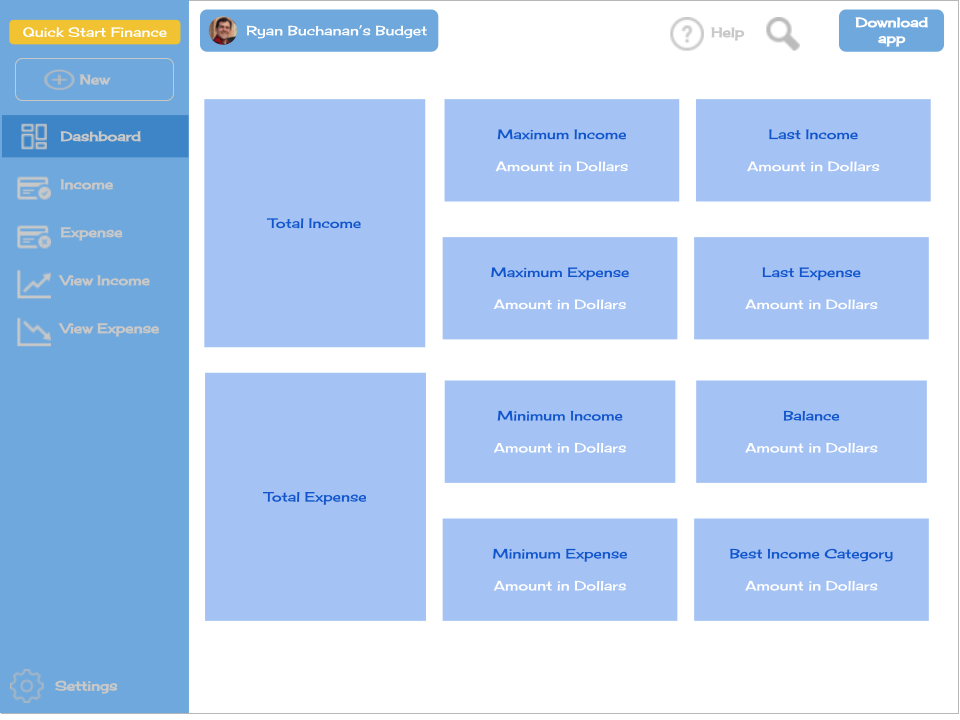 Quick Start Finance
New
Dashboard
Income
Expense
View Income
View Expense
Settings
Ryan Buchanan's Budget
? Help
Download
app
Total Income
Maximum Income
Amount in Dollars
Last Income
Amount in Dollars
Maximum Expense
Amount in Dollars
Last Expense
Amount in Dollars
Total Expense
Minimum Income
Amount in Dollars
Balance
Amount in Dollars
Minimum Expense
Amount in Dollars
Best Income Category
Amount in Dollars